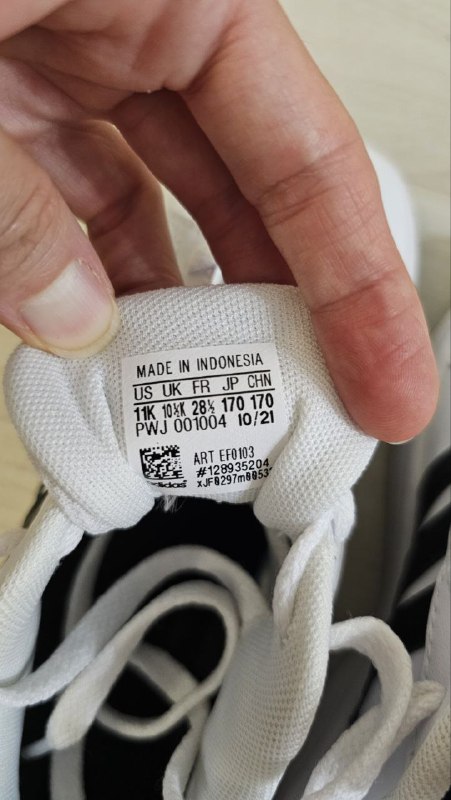 MADE IN INDONESIA
US UK FR JP CHN
11K 10½K 28½ 170 170
PWJ 001004 10/21
ART EF0103
#128935204
adidas